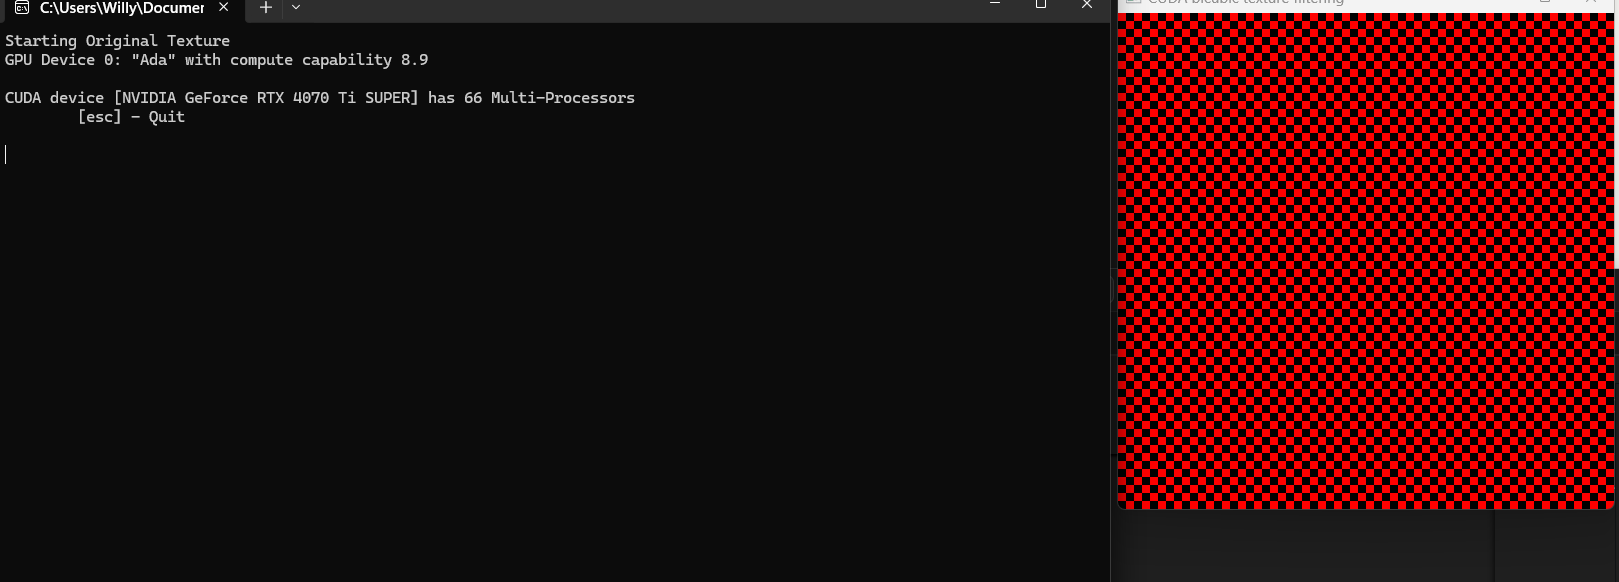 C:\Users\Willy\Documer
Starting Original Texture
GPU Device 0: "Ada" with compute capability 8.9
CUDA device [NVIDIA GeForce RTX 4070 Ti SUPER] has 66 Multi-Processors
[esc] - Quit
CUDA bicubic texture filtering